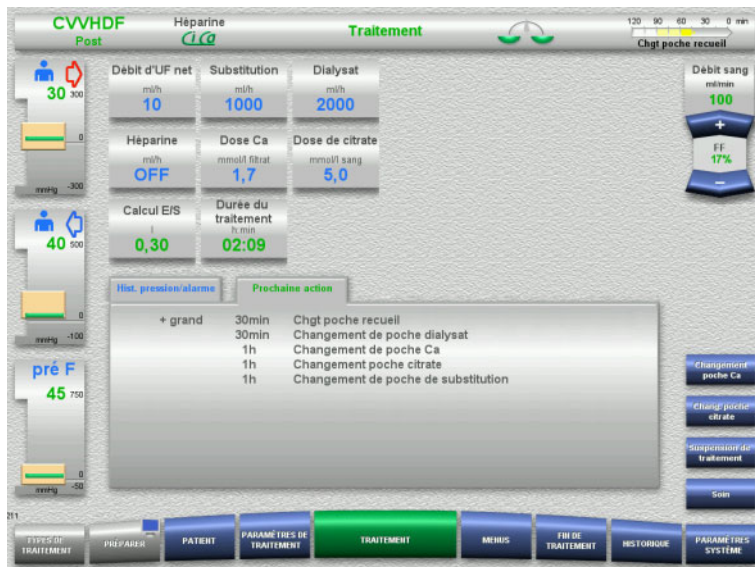 CVVHDF
Post
Héparine
CiCa
Traitement
120 90 60 30 0 min
Chgt poche recueil
30 300
0
mmHg -300
40 500
0
mmHg -100
pré F
45 750
0
mmHg -50
Débit d'UF net
ml/h
10
Substitution
ml/h
1000
Dialysat
ml/h
2000
Héparine
ml/h
OFF
Dose Ca
mmol/l filtrat
1,7
Dose de citrate
mmol/l sang
5,0
Calcul E/S
l
0,30
Durée du
traitement
h:min
02:09
Débit sang
ml/min
100
+
FF
17%
−
Hist. pression/alarme
Prochaine action
+ grand 30min Chgt poche recueil
30min Changement de poche dialysat
1h Changement de poche Ca
1h Changement poche citrate
1h Changement de poche de substitution
Changement
poche Ca
Chang. poche
citrate
Suspension de
traitement
Soin
211
TYPES DE
TRAITEMENT
PRÉPARER
PATIENT
PARAMÈTRES DE
TRAITEMENT
TRAITEMENT
MENUS
FIN DE
TRAITEMENT
HISTORIQUE
PARAMÈTRES
SYSTÈME